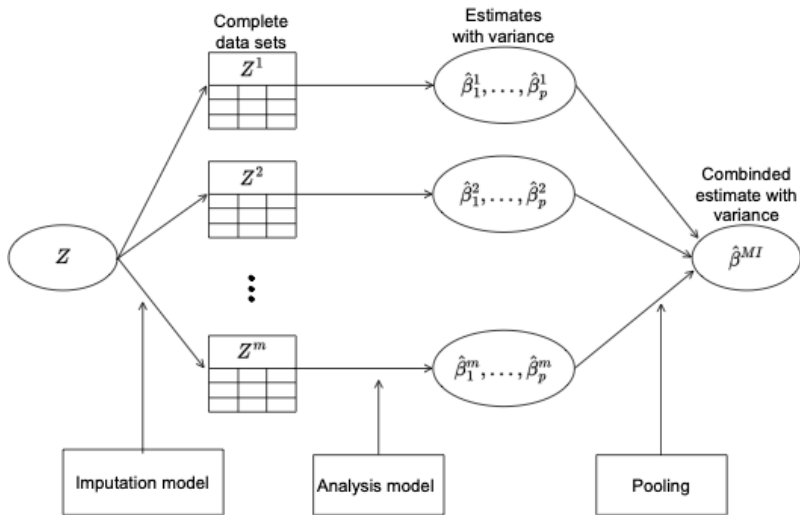 Complete
data sets
Estimates
with variance
Z^1
β̂_1^1, . . . , β̂_p^1
Z^2
β̂_1^2, . . . , β̂_p^2
Combinded
estimate with
variance
Z
β̂^{MI}
Z^m
β̂_1^m, . . . , β̂_p^m
Imputation model
Analysis model
Pooling